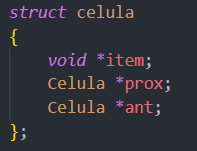 struct celula
{
    void *item;
    Celula *prox;
    Celula *ant;
};